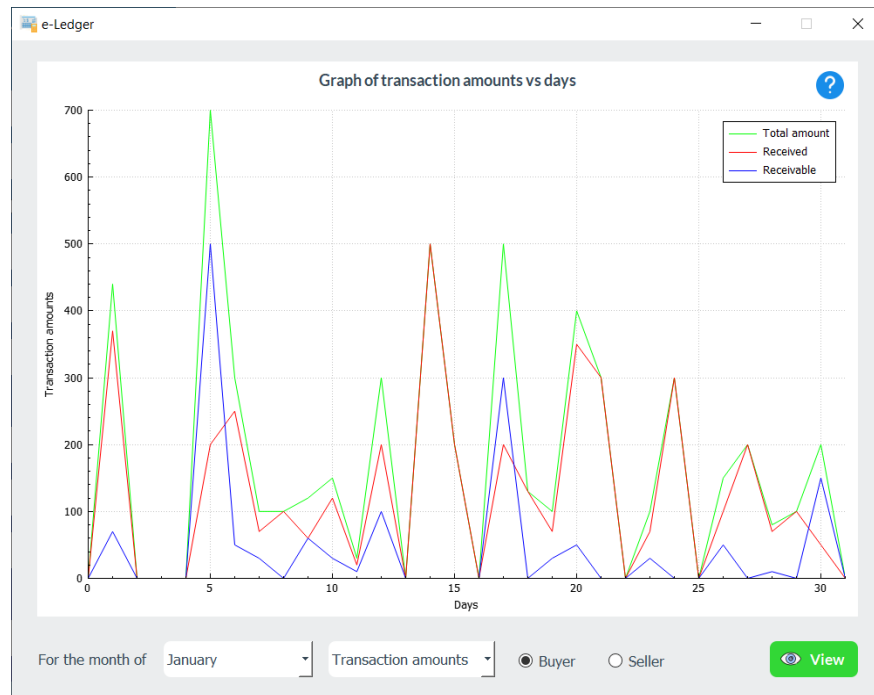 e-Ledger
Graph of transaction amounts vs days
?
700
600
500
400
300
200
100
0
Transaction amounts
Total amount
Received
Receivable
0 5 10 15 20 25 30
Days
For the month of January Transaction amounts Buyer Seller View